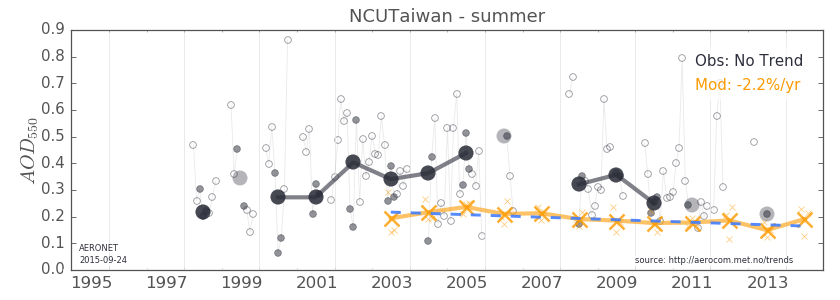 NCUTaiwan - summer
0.9
0.8
0.7
0.6
0.5
0.4
0.3
0.2
0.1
0.0
AOD550
Obs: No Trend
Mod: -2.2%/yr
AERONET
2015-09-24
source: http://aerocom.met.no/trends
1995 1997 1999 2001 2003 2005 2007 2009 2011 2013